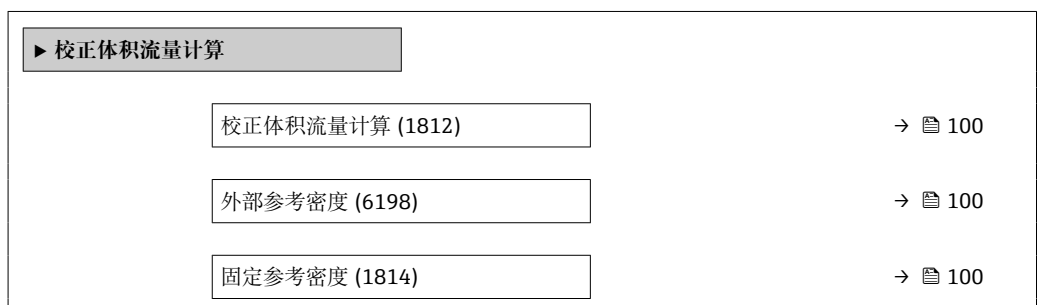 ▶ 校正体积流量计算
校正体积流量计算 (1812) → 🖹 100
外部参考密度 (6198) → 🖹 100
固定参考密度 (1814) → 🖹 100